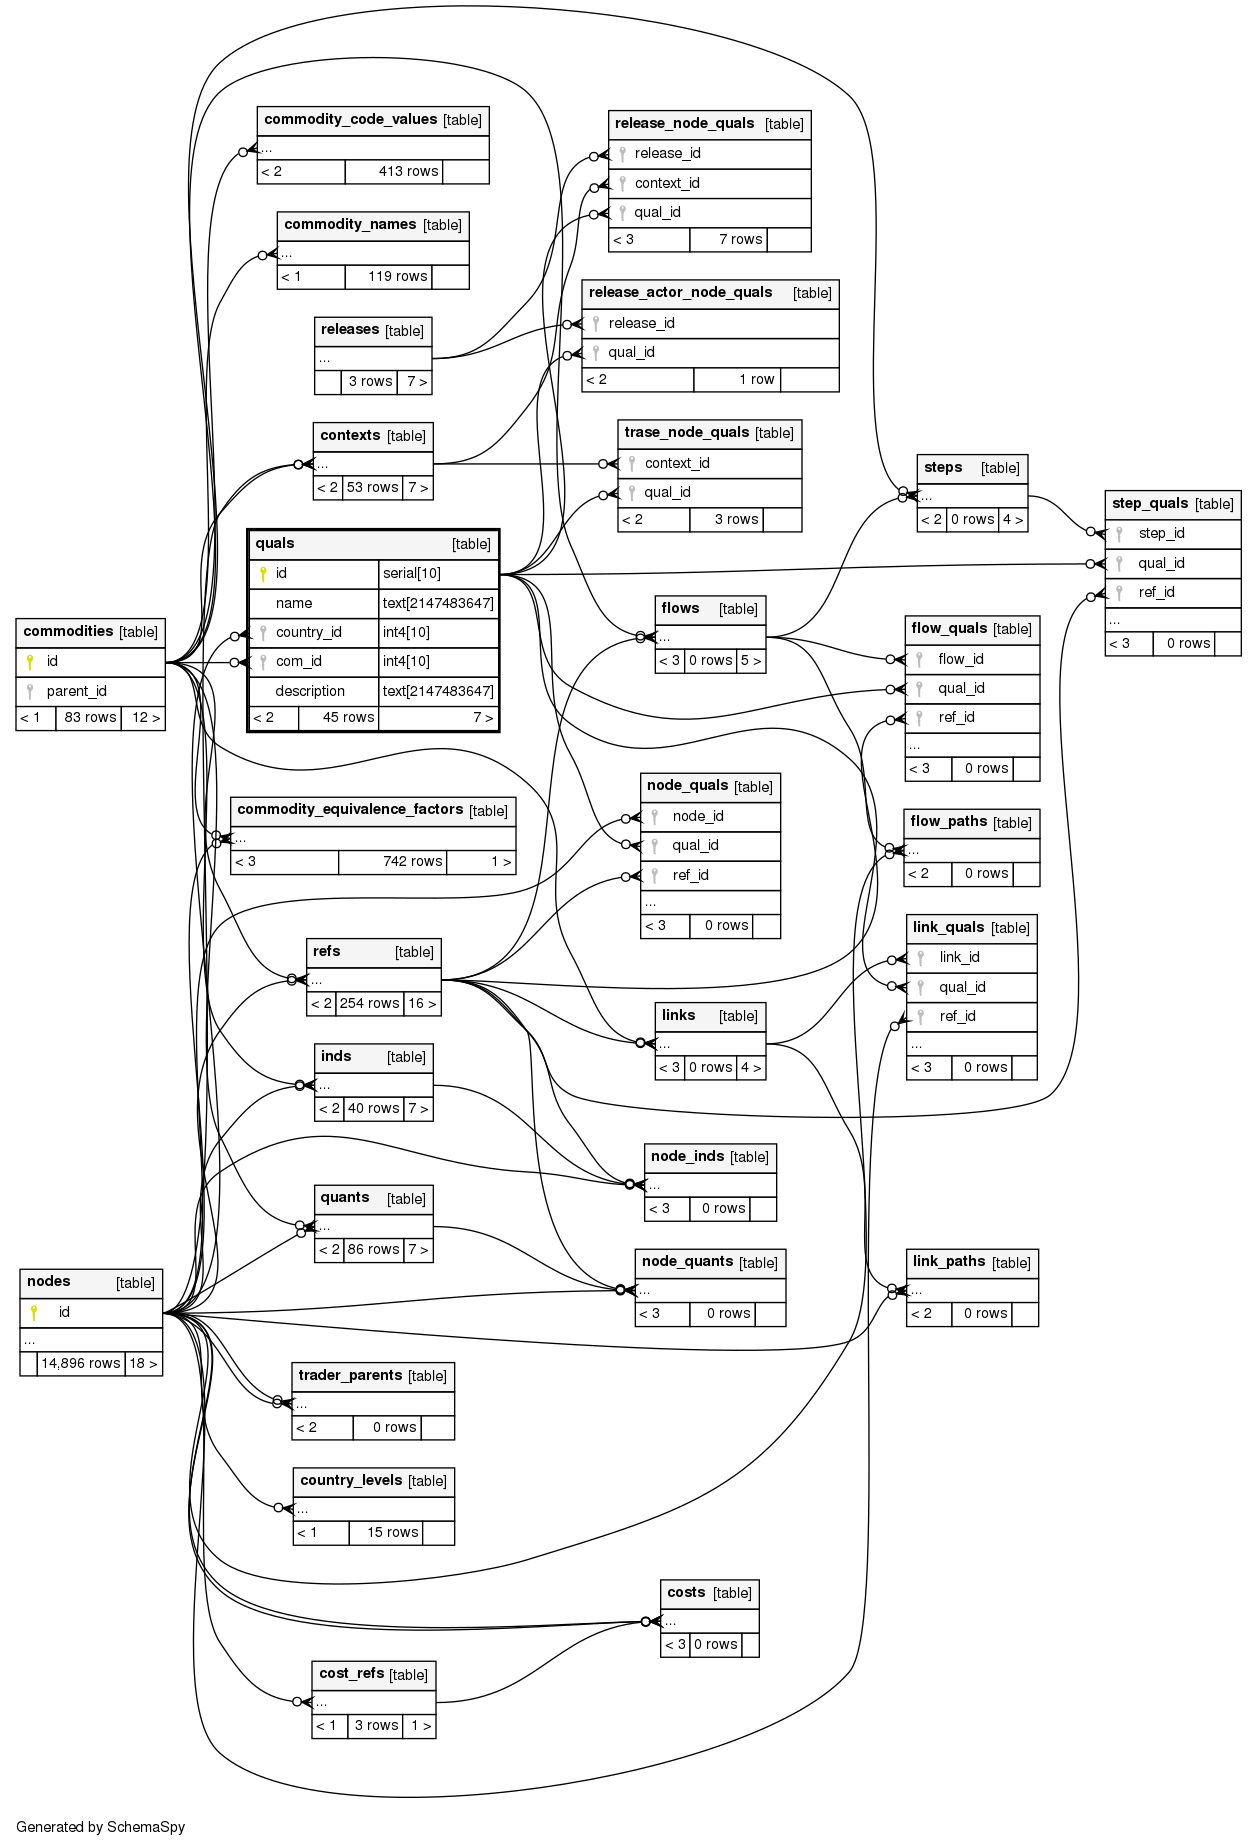 commodity_code_values [table]
...
< 2 413 rows
commodity_names [table]
...
< 1 119 rows
releases [table]
...
3 rows 7 >
contexts [table]
...
< 2 53 rows 7 >
quals [table]
id serial[10]
name text[2147483647]
country_id int4[10]
com_id int4[10]
description text[2147483647]
< 2 45 rows 7 >
commodities [table]
id
parent_id
< 1 83 rows 12 >
commodity_equivalence_factors [table]
...
< 3 742 rows 1 >
refs [table]
...
< 2 254 rows 16 >
inds [table]
...
< 2 40 rows 7 >
quants [table]
...
< 2 86 rows 7 >
nodes [table]
id
...
14,896 rows 18 >
trader_parents [table]
...
< 2 0 rows
country_levels [table]
...
< 1 15 rows
cost_refs [table]
...
< 1 3 rows 1 >
release_node_quals [table]
release_id
context_id
qual_id
< 3 7 rows
release_actor_node_quals [table]
release_id
qual_id
< 2 1 row
trase_node_quals [table]
context_id
qual_id
< 2 3 rows
flows [table]
...
< 3 0 rows 5 >
node_quals [table]
node_id
qual_id
ref_id
...
< 3 0 rows
links [table]
...
< 3 0 rows 4 >
node_inds [table]
...
< 3 0 rows
node_quants [table]
...
< 3 0 rows
costs [table]
...
< 3 0 rows
steps [table]
...
< 2 0 rows 4 >
flow_quals [table]
flow_id
qual_id
ref_id
...
< 3 0 rows
flow_paths [table]
...
< 2 0 rows
link_quals [table]
link_id
qual_id
ref_id
...
< 3 0 rows
link_paths [table]
...
< 2 0 rows
step_quals [table]
step_id
qual_id
ref_id
...
< 3 0 rows
Generated by SchemaSpy